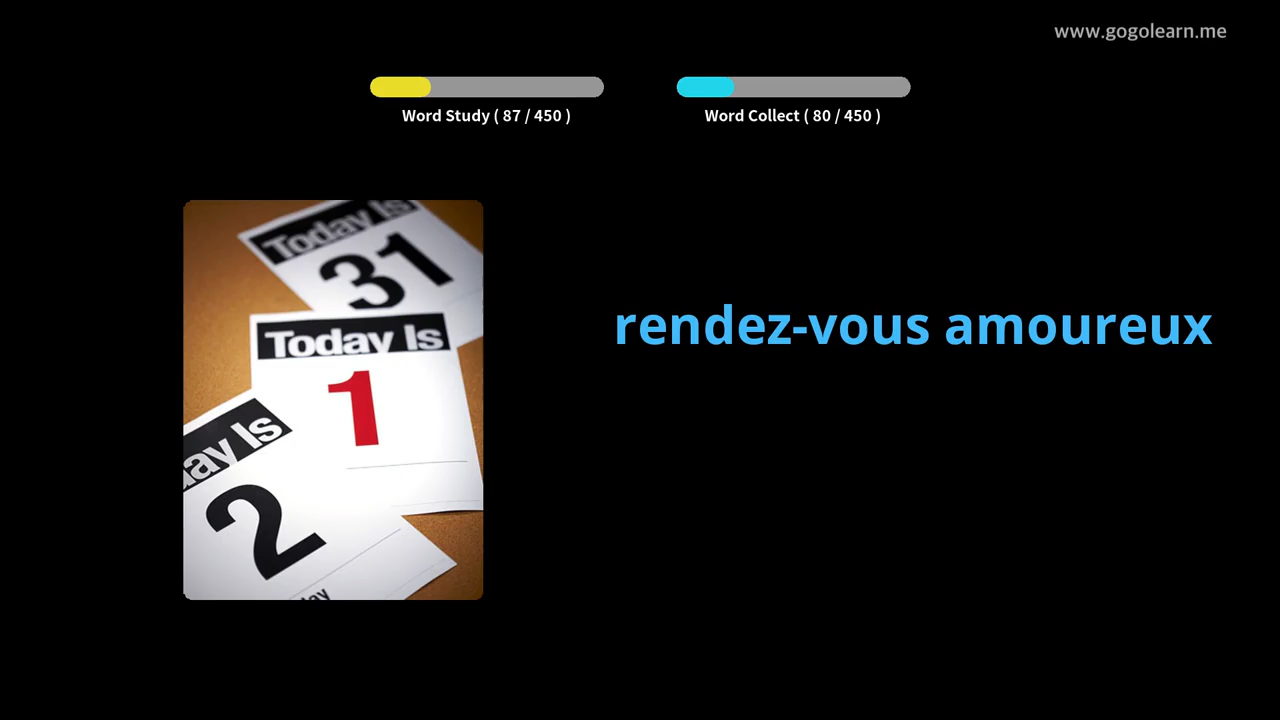 www.gogolearn.me
Word Study ( 87 / 450 )
Word Collect ( 80 / 450 )
Today Is
31
Today Is
1
ay Is
2
day
rendez-vous amoureux